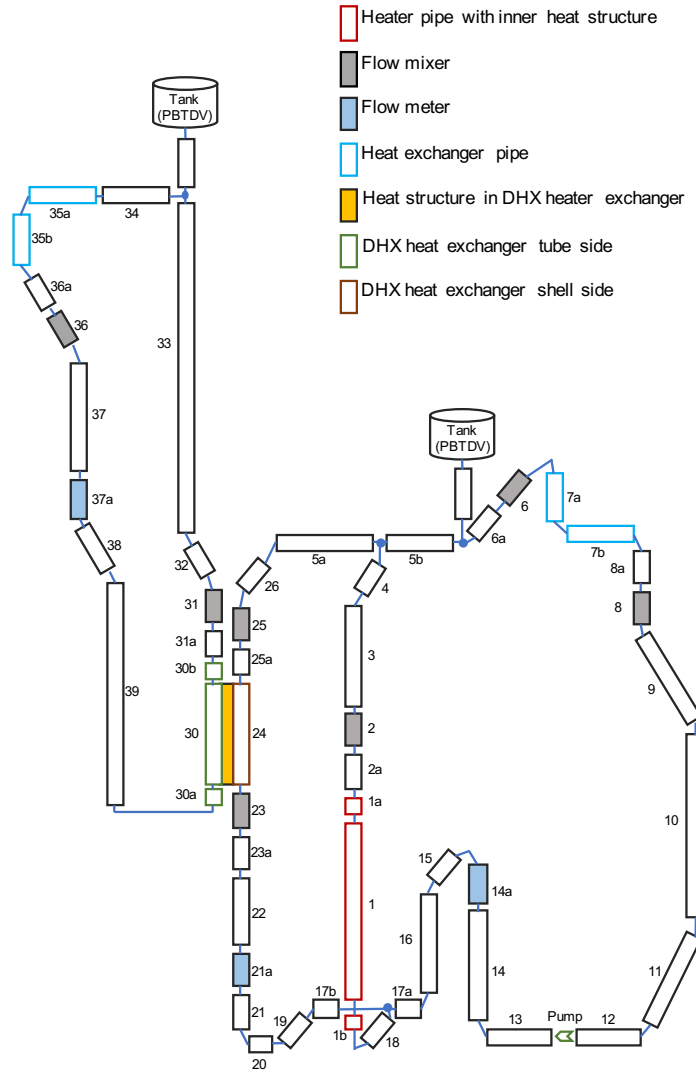 Heater pipe with inner heat structure
Flow mixer
Flow meter
Heat exchanger pipe
Heat structure in DHX heater exchanger
DHX heat exchanger tube side
DHX heat exchanger shell side
Tank
(PBTDV)
35a
34
35b
36a
36
33
37
37a
38
39
32
31
31a
30b
30
30a
Tank
(PBTDV)
26
5a
5b
4
6a
6
7a
7b
8a
8
9
10
11
25
25a
24
23
23a
22
21a
21
20
19
17b
3
2
2a
1a
1
1b
18
17a
16
15
14a
14
13
Pump
12